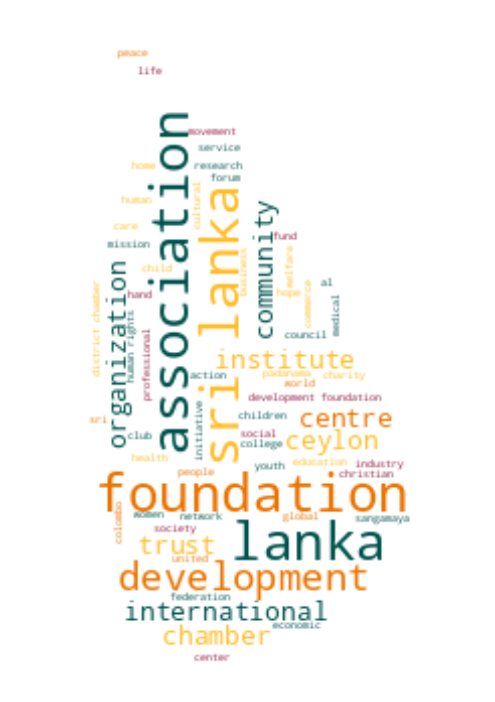 peace
life
movement
service
association
home
research
forum
human
cultural
sri lanka
community
care
fund
mission
welfare
business
child
organization
hope
commerce
al
district chamber
hand
medical
human rights
professional
council
institute
action
padanama
charity
world
development foundation
initiative
children
centre
sri
club
social
college
ceylon
health
youth
education
industry
people
christian
foundation
colombo
women
network
global
sangamaya
society
lanka
trust
united
development
federation
international
economic
chamber
center